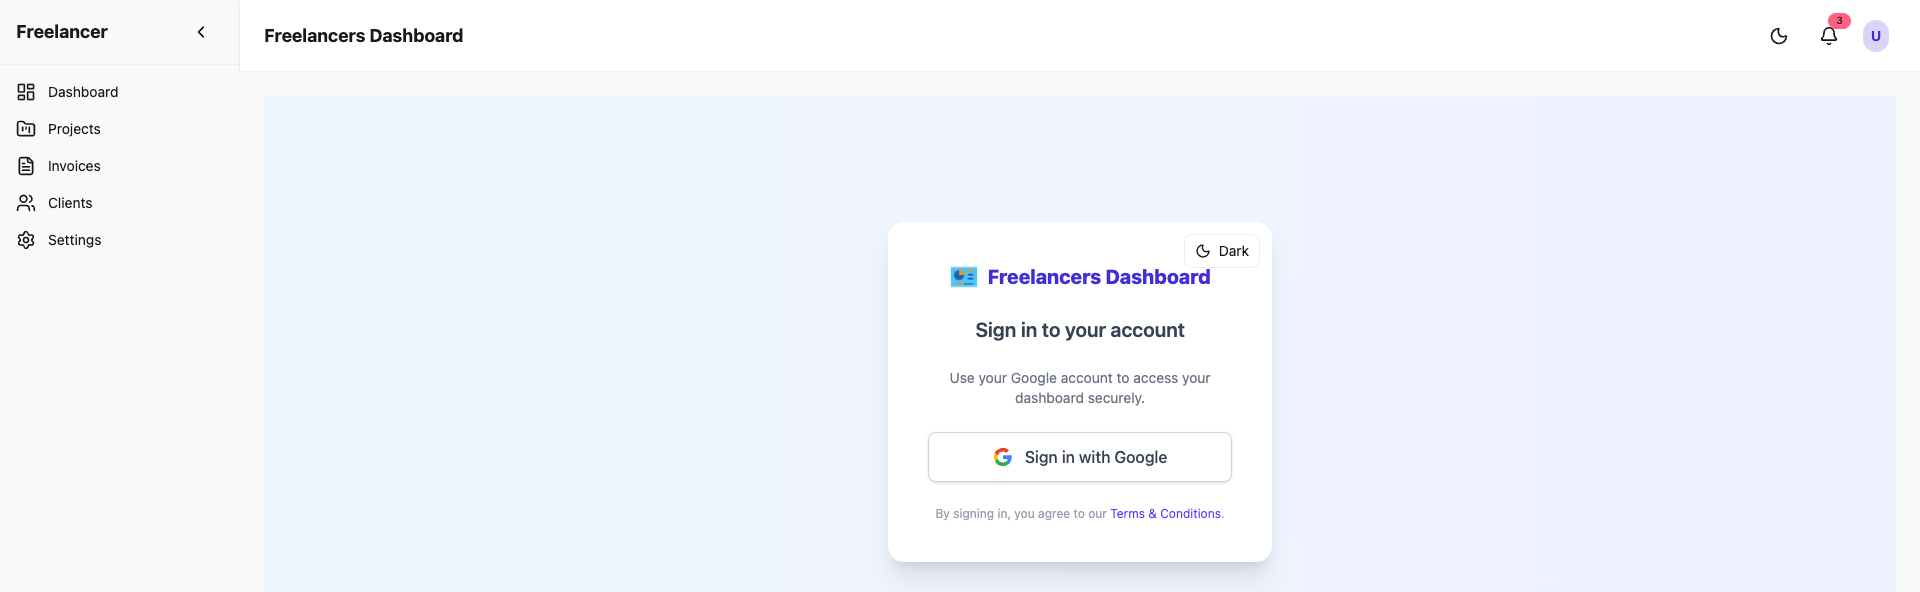 Freelancer
Freelancers Dashboard
3
U
Dashboard
Projects
Invoices
Clients
Settings
Dark
Freelancers Dashboard
Sign in to your account
Use your Google account to access your
dashboard securely.
Sign in with Google
By signing in, you agree to our Terms & Conditions.